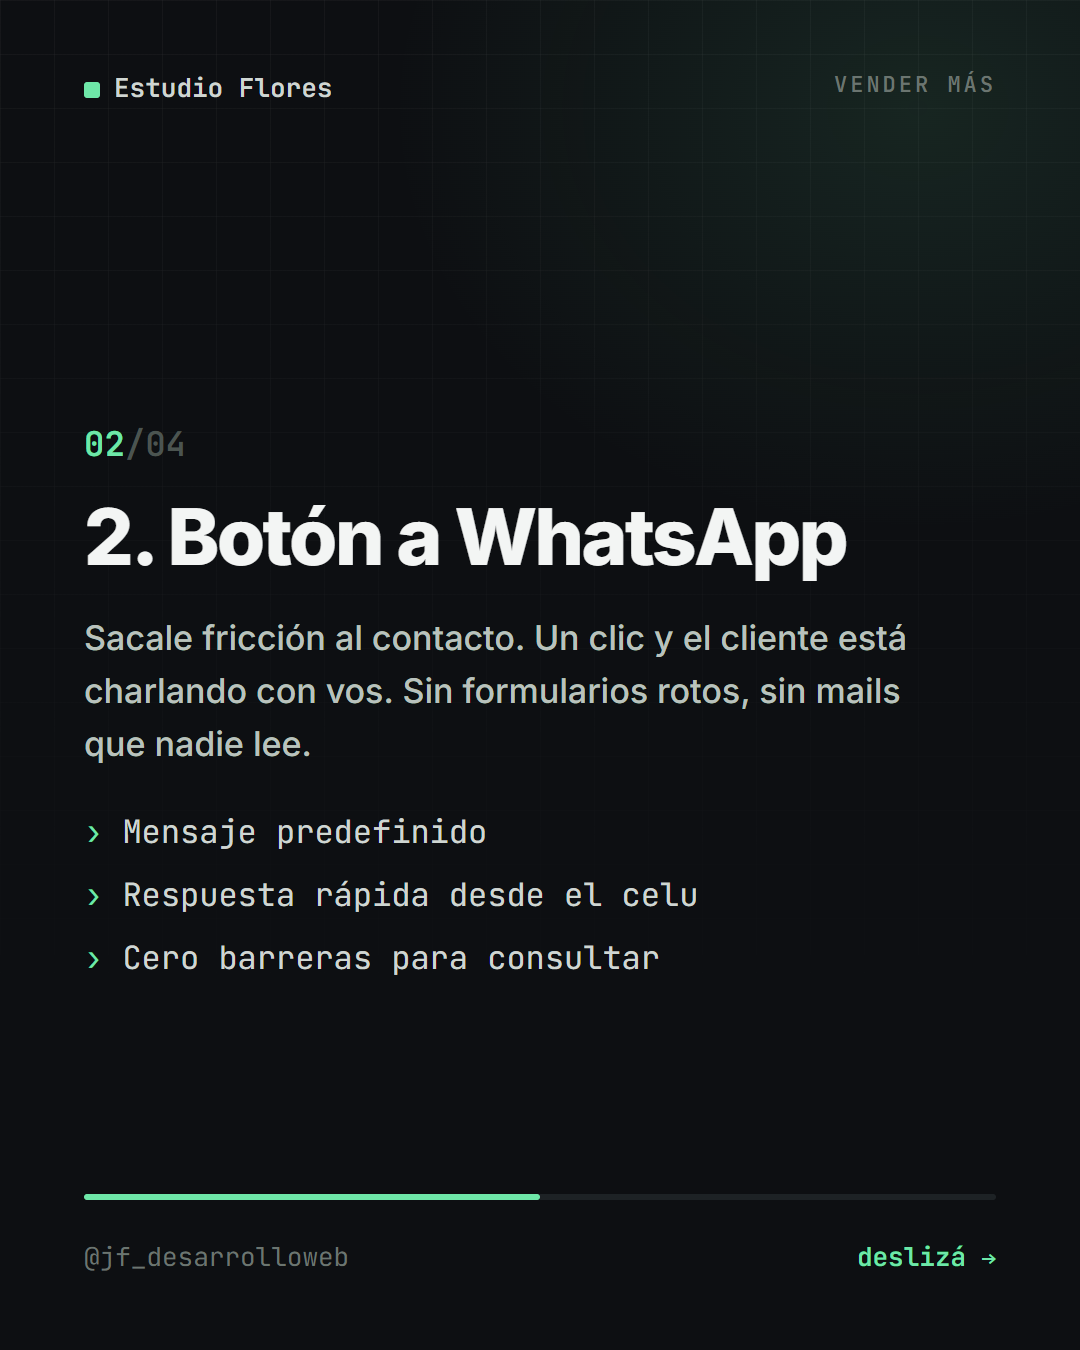 Estudio Flores
VENDER MÁS
02/04
2. Botón a WhatsApp
Sacale fricción al contacto. Un clic y el cliente está
charlando con vos. Sin formularios rotos, sin mails
que nadie lee.
› Mensaje predefinido
› Respuesta rápida desde el celu
› Cero barreras para consultar
@jf_desarrolloweb
deslizá →